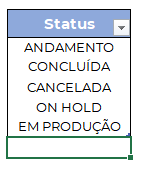 Status
ANDAMENTO
CONCLUÍDA
CANCELADA
ON HOLD
EM PRODUÇÃO